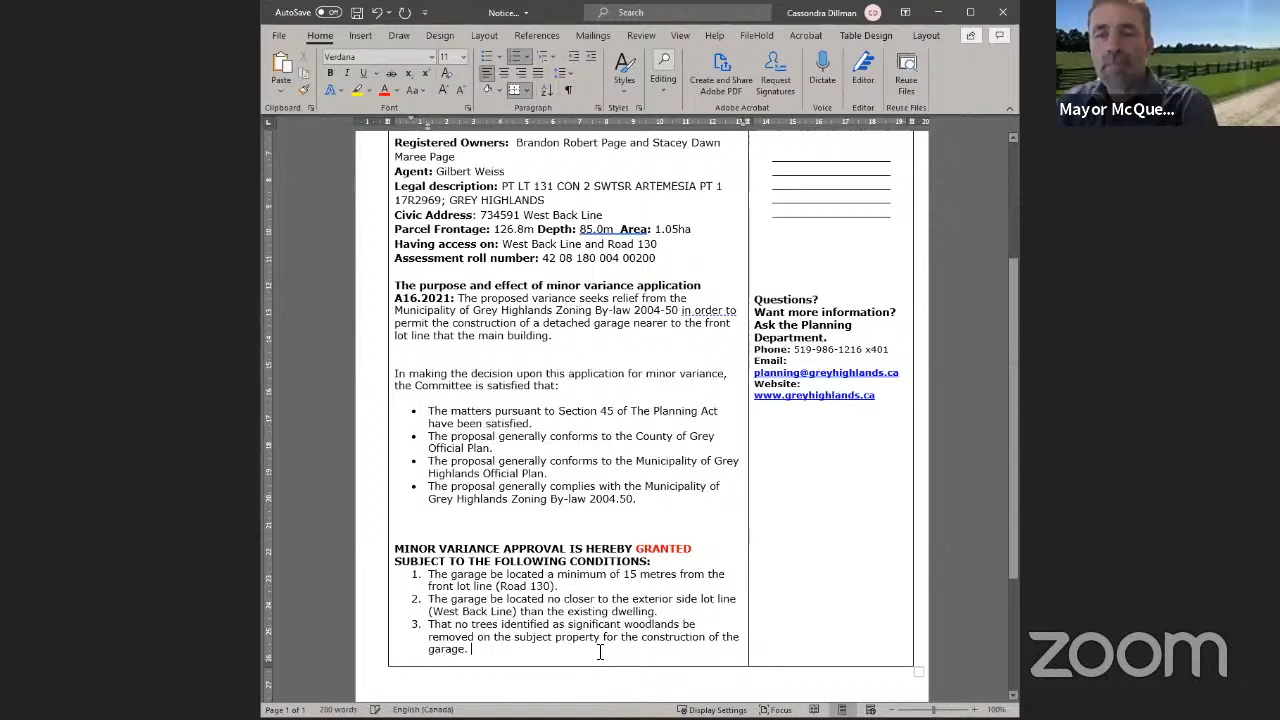 AutoSave Off Notice... Search Cassondra Dillman CD
File Home Insert Draw Design Layout References Mailings Review View Help FileHold Acrobat Table Design Layout
Verdana 11
Paste Styles Editing Create and Share Adobe PDF Request Signatures Dictate Editor Reuse Files
Clipboard Font Paragraph Styles Adobe Acrobat Voice Editor Reuse Files
Mayor McQue...
Registered Owners: Brandon Robert Page and Stacey Dawn
Maree Page
Agent: Gilbert Weiss
Legal description: PT LT 131 CON 2 SWTSR ARTEMESIA PT 1
17R2969; GREY HIGHLANDS
Civic Address: 734591 West Back Line
Parcel Frontage: 126.8m Depth: 85.0m Area: 1.05ha
Having access on: West Back Line and Road 130
Assessment roll number: 42 08 180 004 00200
The purpose and effect of minor variance application
A16.2021: The proposed variance seeks relief from the
Municipality of Grey Highlands Zoning By-law 2004-50 in order to
permit the construction of a detached garage nearer to the front
lot line that the main building.
In making the decision upon this application for minor variance,
the Committee is satisfied that:
• The matters pursuant to Section 45 of The Planning Act
have been satisfied.
• The proposal generally conforms to the County of Grey
Official Plan.
• The proposal generally conforms to the Municipality of Grey
Highlands Official Plan.
• The proposal generally complies with the Municipality of
Grey Highlands Zoning By-law 2004.50.
MINOR VARIANCE APPROVAL IS HEREBY GRANTED
SUBJECT TO THE FOLLOWING CONDITIONS:
1. The garage be located a minimum of 15 metres from the
front lot line (Road 130).
2. The garage be located no closer to the exterior side lot line
(West Back Line) than the existing dwelling.
3. That no trees identified as significant woodlands be
removed on the subject property for the construction of the
garage.
Questions?
Want more information?
Ask the Planning
Department.
Phone: 519-986-1216 x401
Email:
planning@greyhighlands.ca
Website:
www.greyhighlands.ca
Page 1 of 1 280 words English (Canada) Display Settings Focus 100%
zoom